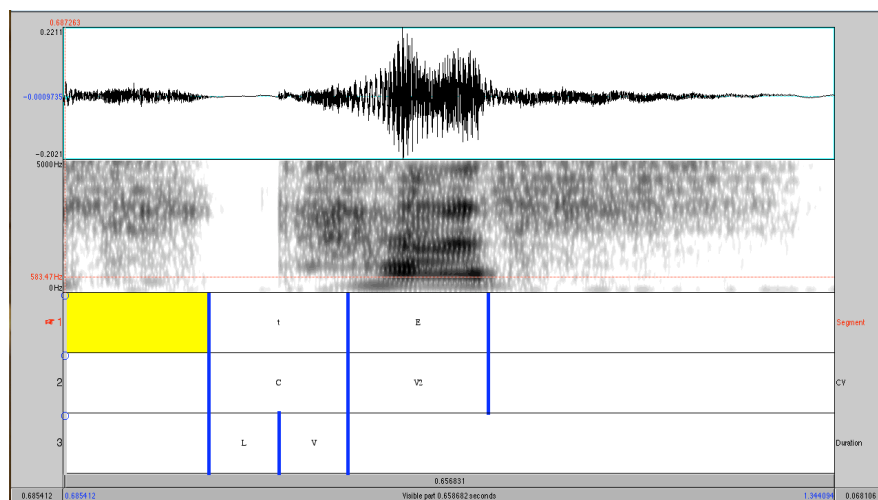 0.687263
0.2211
-0.0009735
-0.2021
5000Hz
583.47Hz
0Hz
1 t E Segment
2 C V2 CV
3 L V Duration
0.656831
0.685412 0.685412 Visible part 0.658682 seconds 1.344094 0.068106